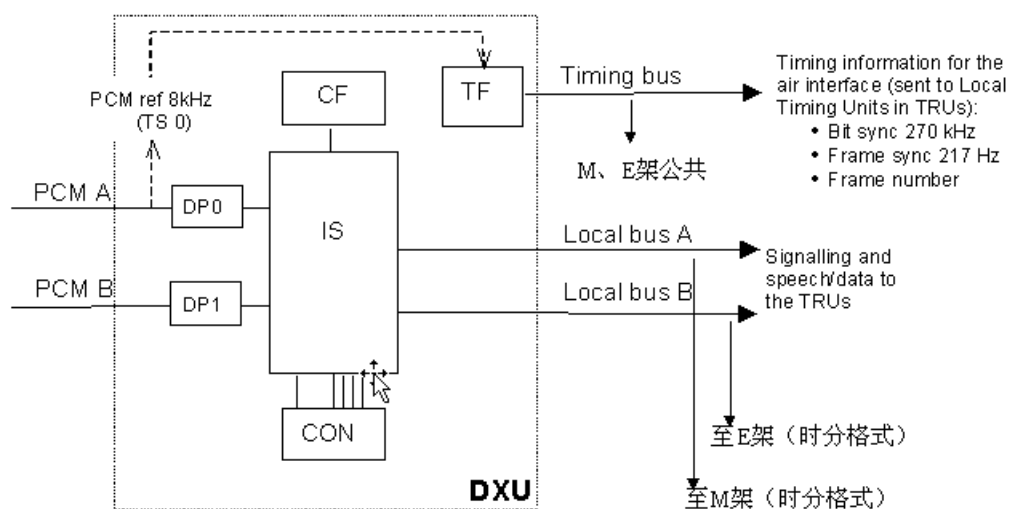 PCM ref 8kHz
(TS 0)
CF
TF
Timing bus
Timing information for the
air interface (sent to Local
Timing Units in TRUs):
• Bit sync 270 kHz
• Frame sync 217 Hz
• Frame number
M、E架公共
PCM A
DP0
IS
Local bus A
Signalling and
speech/data to
the TRUs
PCM B
DP1
Local bus B
CON
至E架（时分格式）
DXU
至M架（时分格式）